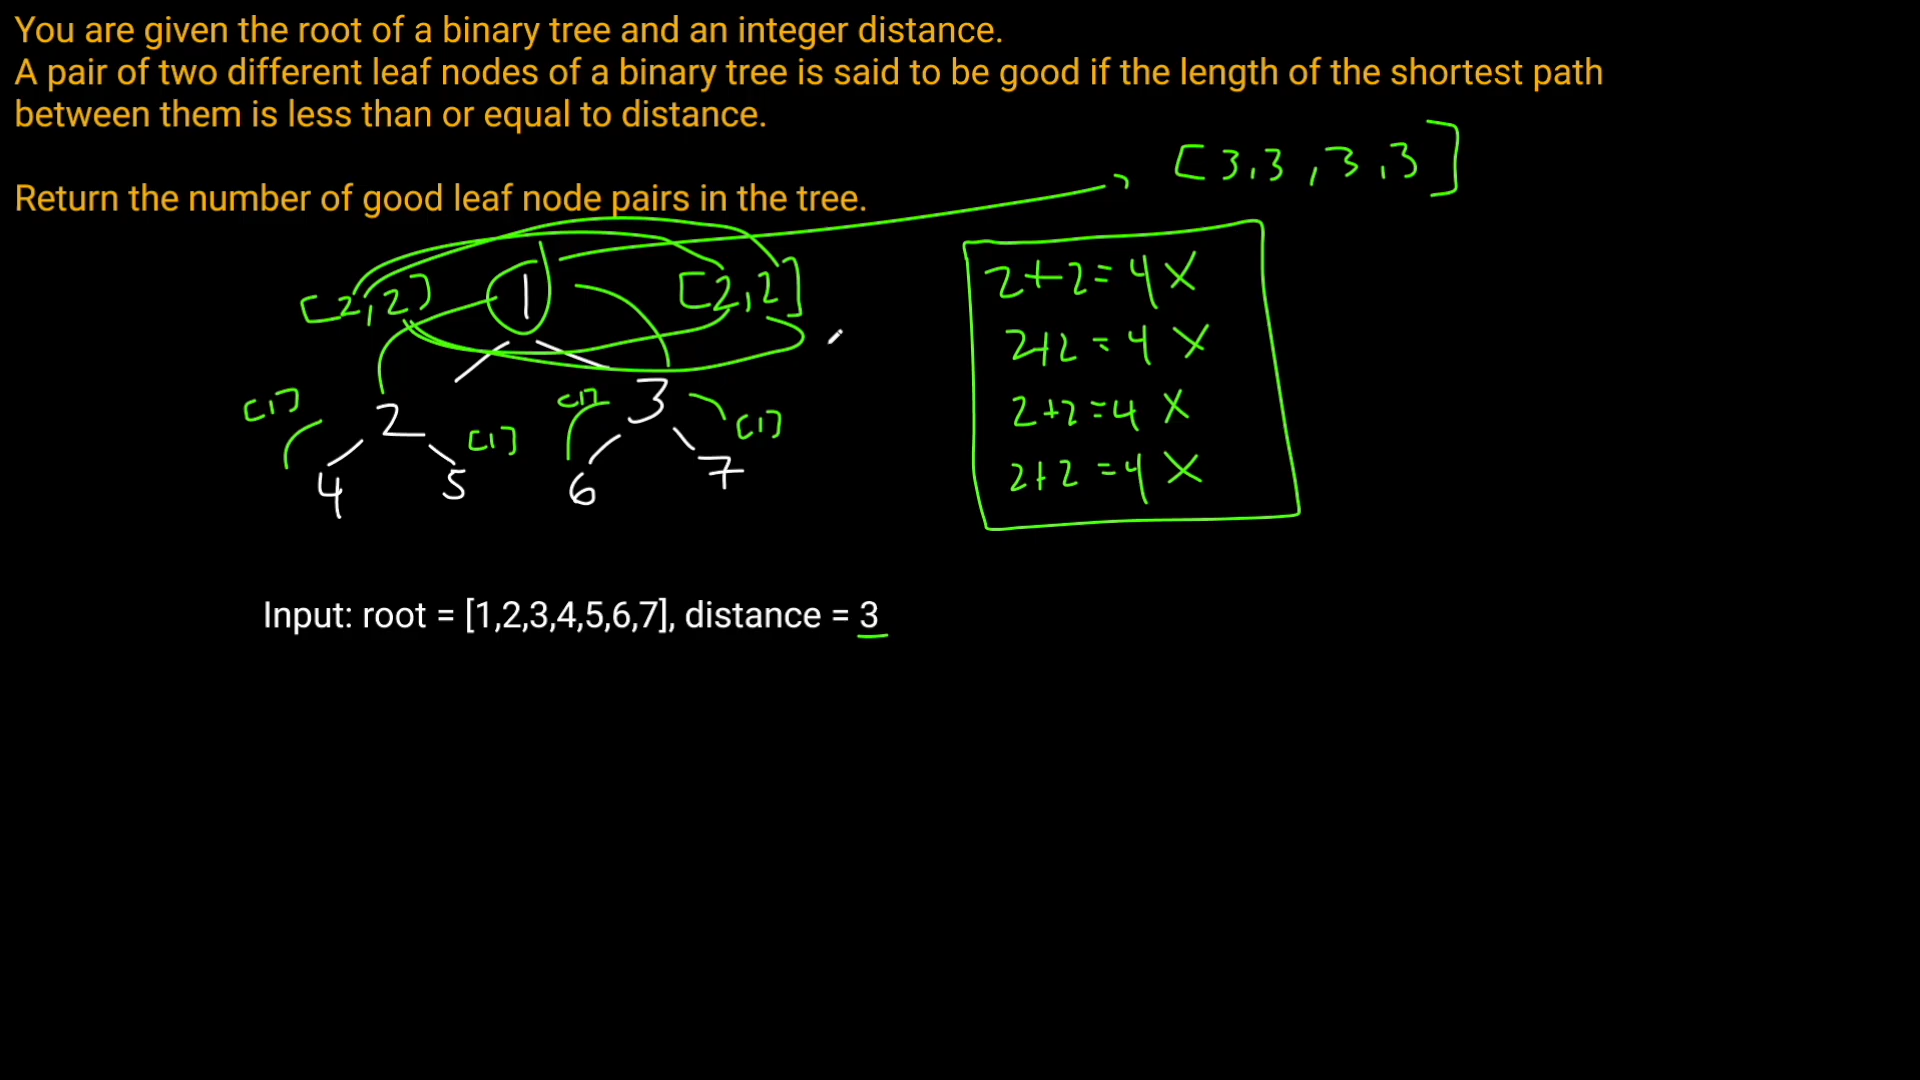 You are given the root of a binary tree and an integer distance.
A pair of two different leaf nodes of a binary tree is said to be good if the length of the shortest path
between them is less than or equal to distance.
[3,3,3,3]
Return the number of good leaf node pairs in the tree.
[2,2] 1 [2,2]
2+2=4 X
2+2=4 X
2+2=4 X
2+2=4 X
[1] 2 [1] [1] 3 [1]
4 5 6 7
Input: root = [1,2,3,4,5,6,7], distance = 3